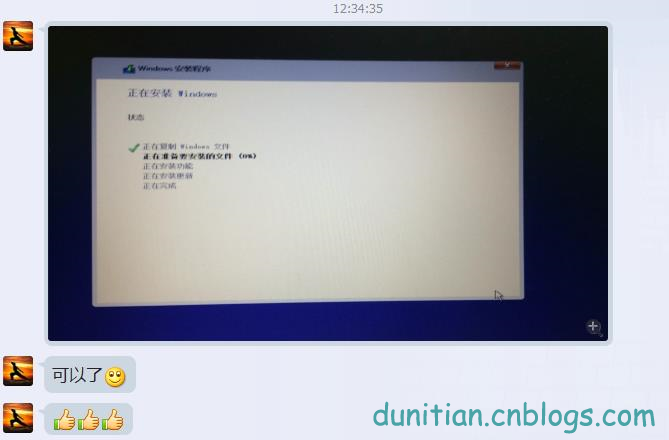 12:34:35
Windows 安装程序
正在安装 Windows
状态
正在复制 Windows 文件
正在准备要安装的文件 (0%)
正在安装功能
正在安装更新
正在完成
可以了
dunitian.cnblogs.com